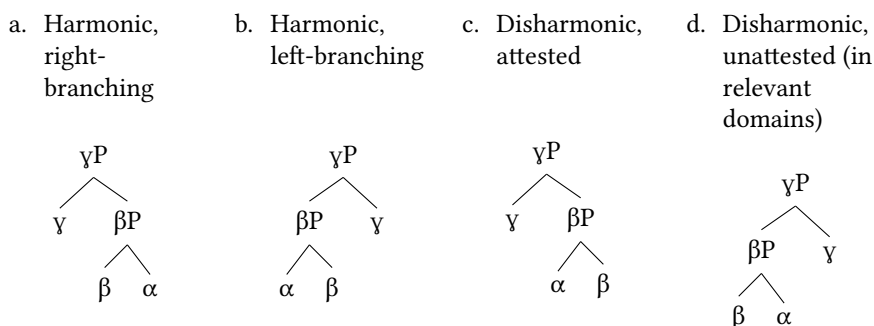 a. Harmonic, right-branching
b. Harmonic, left-branching
c. Disharmonic, attested
d. Disharmonic, unattested (in relevant domains)
ɣP
ɣ βP
β α
ɣP
βP ɣ
α β
ɣP
ɣ βP
α β
ɣP
βP ɣ
β α